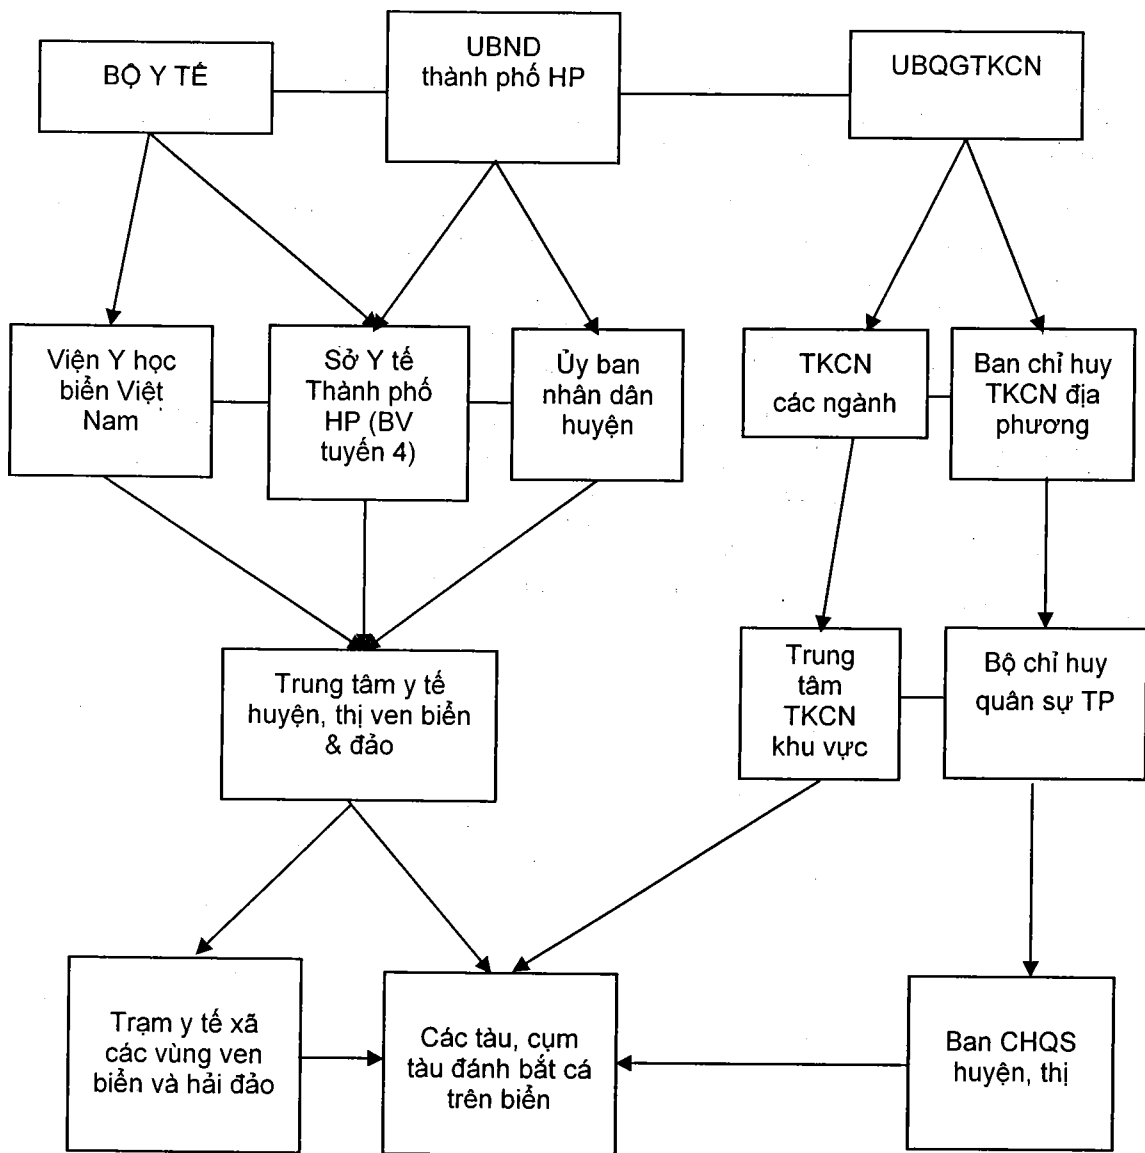 BỘ Y TẾ
UBND
thành phố HP
UBQGTKCN
Viện Y học
biển Việt
Nam
Sở Y tế
Thành phố
HP (BV
tuyến 4)
Ủy ban
nhân dân
huyện
TKCN
các ngành
Ban chỉ huy
TKCN địa
phương
Trung tâm y tế
huyện, thị ven biển
& đảo
Trung
tâm
TKCN
khu vực
Bộ chỉ huy
quân sự TP
Trạm y tế xã
các vùng ven
biển và hải đảo
Các tàu, cụm
tàu đánh bắt cá
trên biển
Ban CHQS
huyện, thị